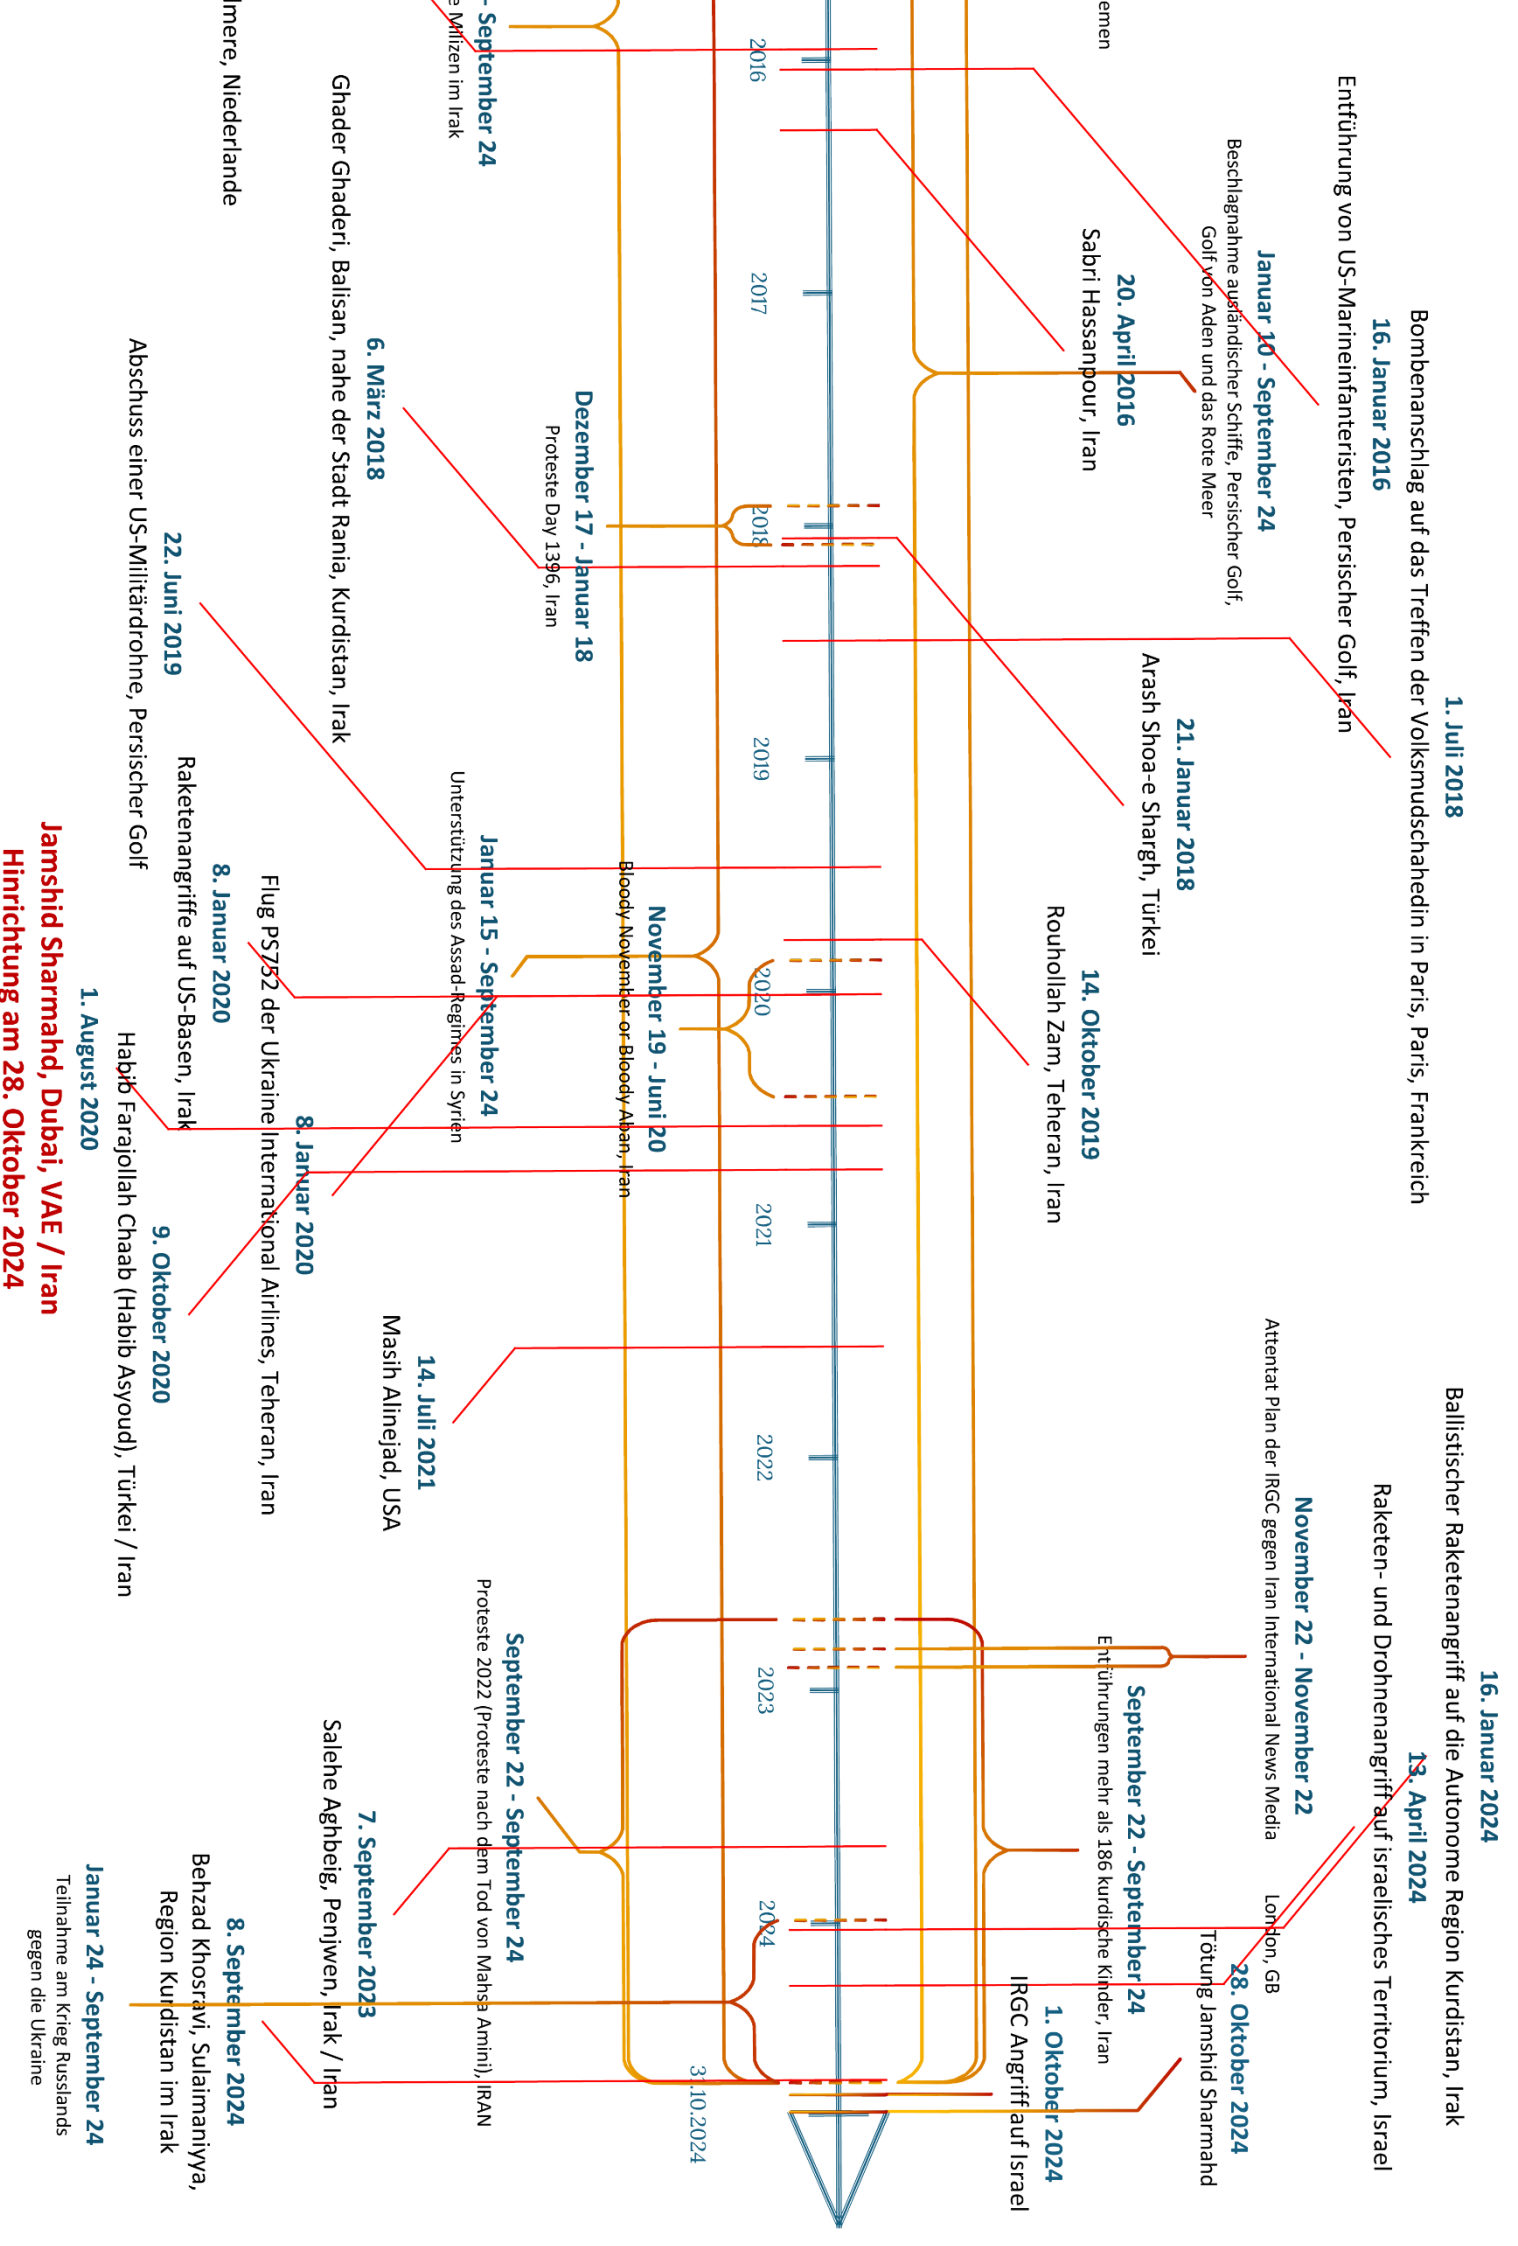 1. Juli 2018
Bombenanschlag auf das Treffen der Volksmudschahedin in Paris, Paris, Frankreich
16. Januar 2016
Entführung von US-Marineinfanteristen, Persischer Golf, Iran
Januar 10 - September 24
Beschlagnahme ausländischer Schiffe, Persischer Golf,
Golf von Aden und das Rote Meer
21. Januar 2018
Arash Shoa-e Shargh, Türkei
20. April 2016
Sabri Hassanpour, Iran
emen
14. Oktober 2019
Rouhollah Zam, Teheran, Iran
16. Januar 2024
Ballistischer Raketenangriff auf die Autonome Region Kurdistan, Irak
13. April 2024
Raketen- und Drohnenangriff auf israelisches Territorium, Israel
November 22 - November 22
Attentat Plan der IRGC gegen Iran International News Media
London, GB
28. Oktober 2024
Tötung Jamshid Sharmahd
September 22 - September 24
Entführungen mehr als 186 kurdische Kinder, Iran
1. Oktober 2024
IRGC Angriff auf Israel
2016
2017
2018
2019
2020
2021
2022
2023
2024
31.10.2024
- September 24
e Milizen im Irak
Dezember 17 - Januar 18
Proteste Day 1396, Iran
November 19 - Juni 20
Bloody November or Bloody Aban, Iran
Januar 15 - September 24
Unterstützung des Assad-Regimes in Syrien
6. März 2018
Ghader Ghaderi, Balisan, nahe der Stadt Rania, Kurdistan, Irak
lmere, Niederlande
22. Juni 2019
Abschuss einer US-Militärdrohne, Persischer Golf
8. Januar 2020
Flug PS752 der Ukraine International Airlines, Teheran, Iran
8. Januar 2020
Raketenangriffe auf US-Basen, Irak
9. Oktober 2020
Habib Farajollah Chaab (Habib Asyoud), Türkei / Iran
1. August 2020
Jamshid Sharmahd, Dubai, VAE / Iran
Hinrichtung am 28. Oktober 2024
14. Juli 2021
Masih Alinejad, USA
September 22 - September 24
Proteste 2022 (Proteste nach dem Tod von Mahsa Amini), IRAN
7. September 2023
Salehe Aghbeig, Penjwen, Irak / Iran
8. September 2024
Behzad Khosravi, Sulaimaniyya,
Region Kurdistan im Irak
Januar 24 - September 24
Teilnahme am Krieg Russlands
gegen die Ukraine